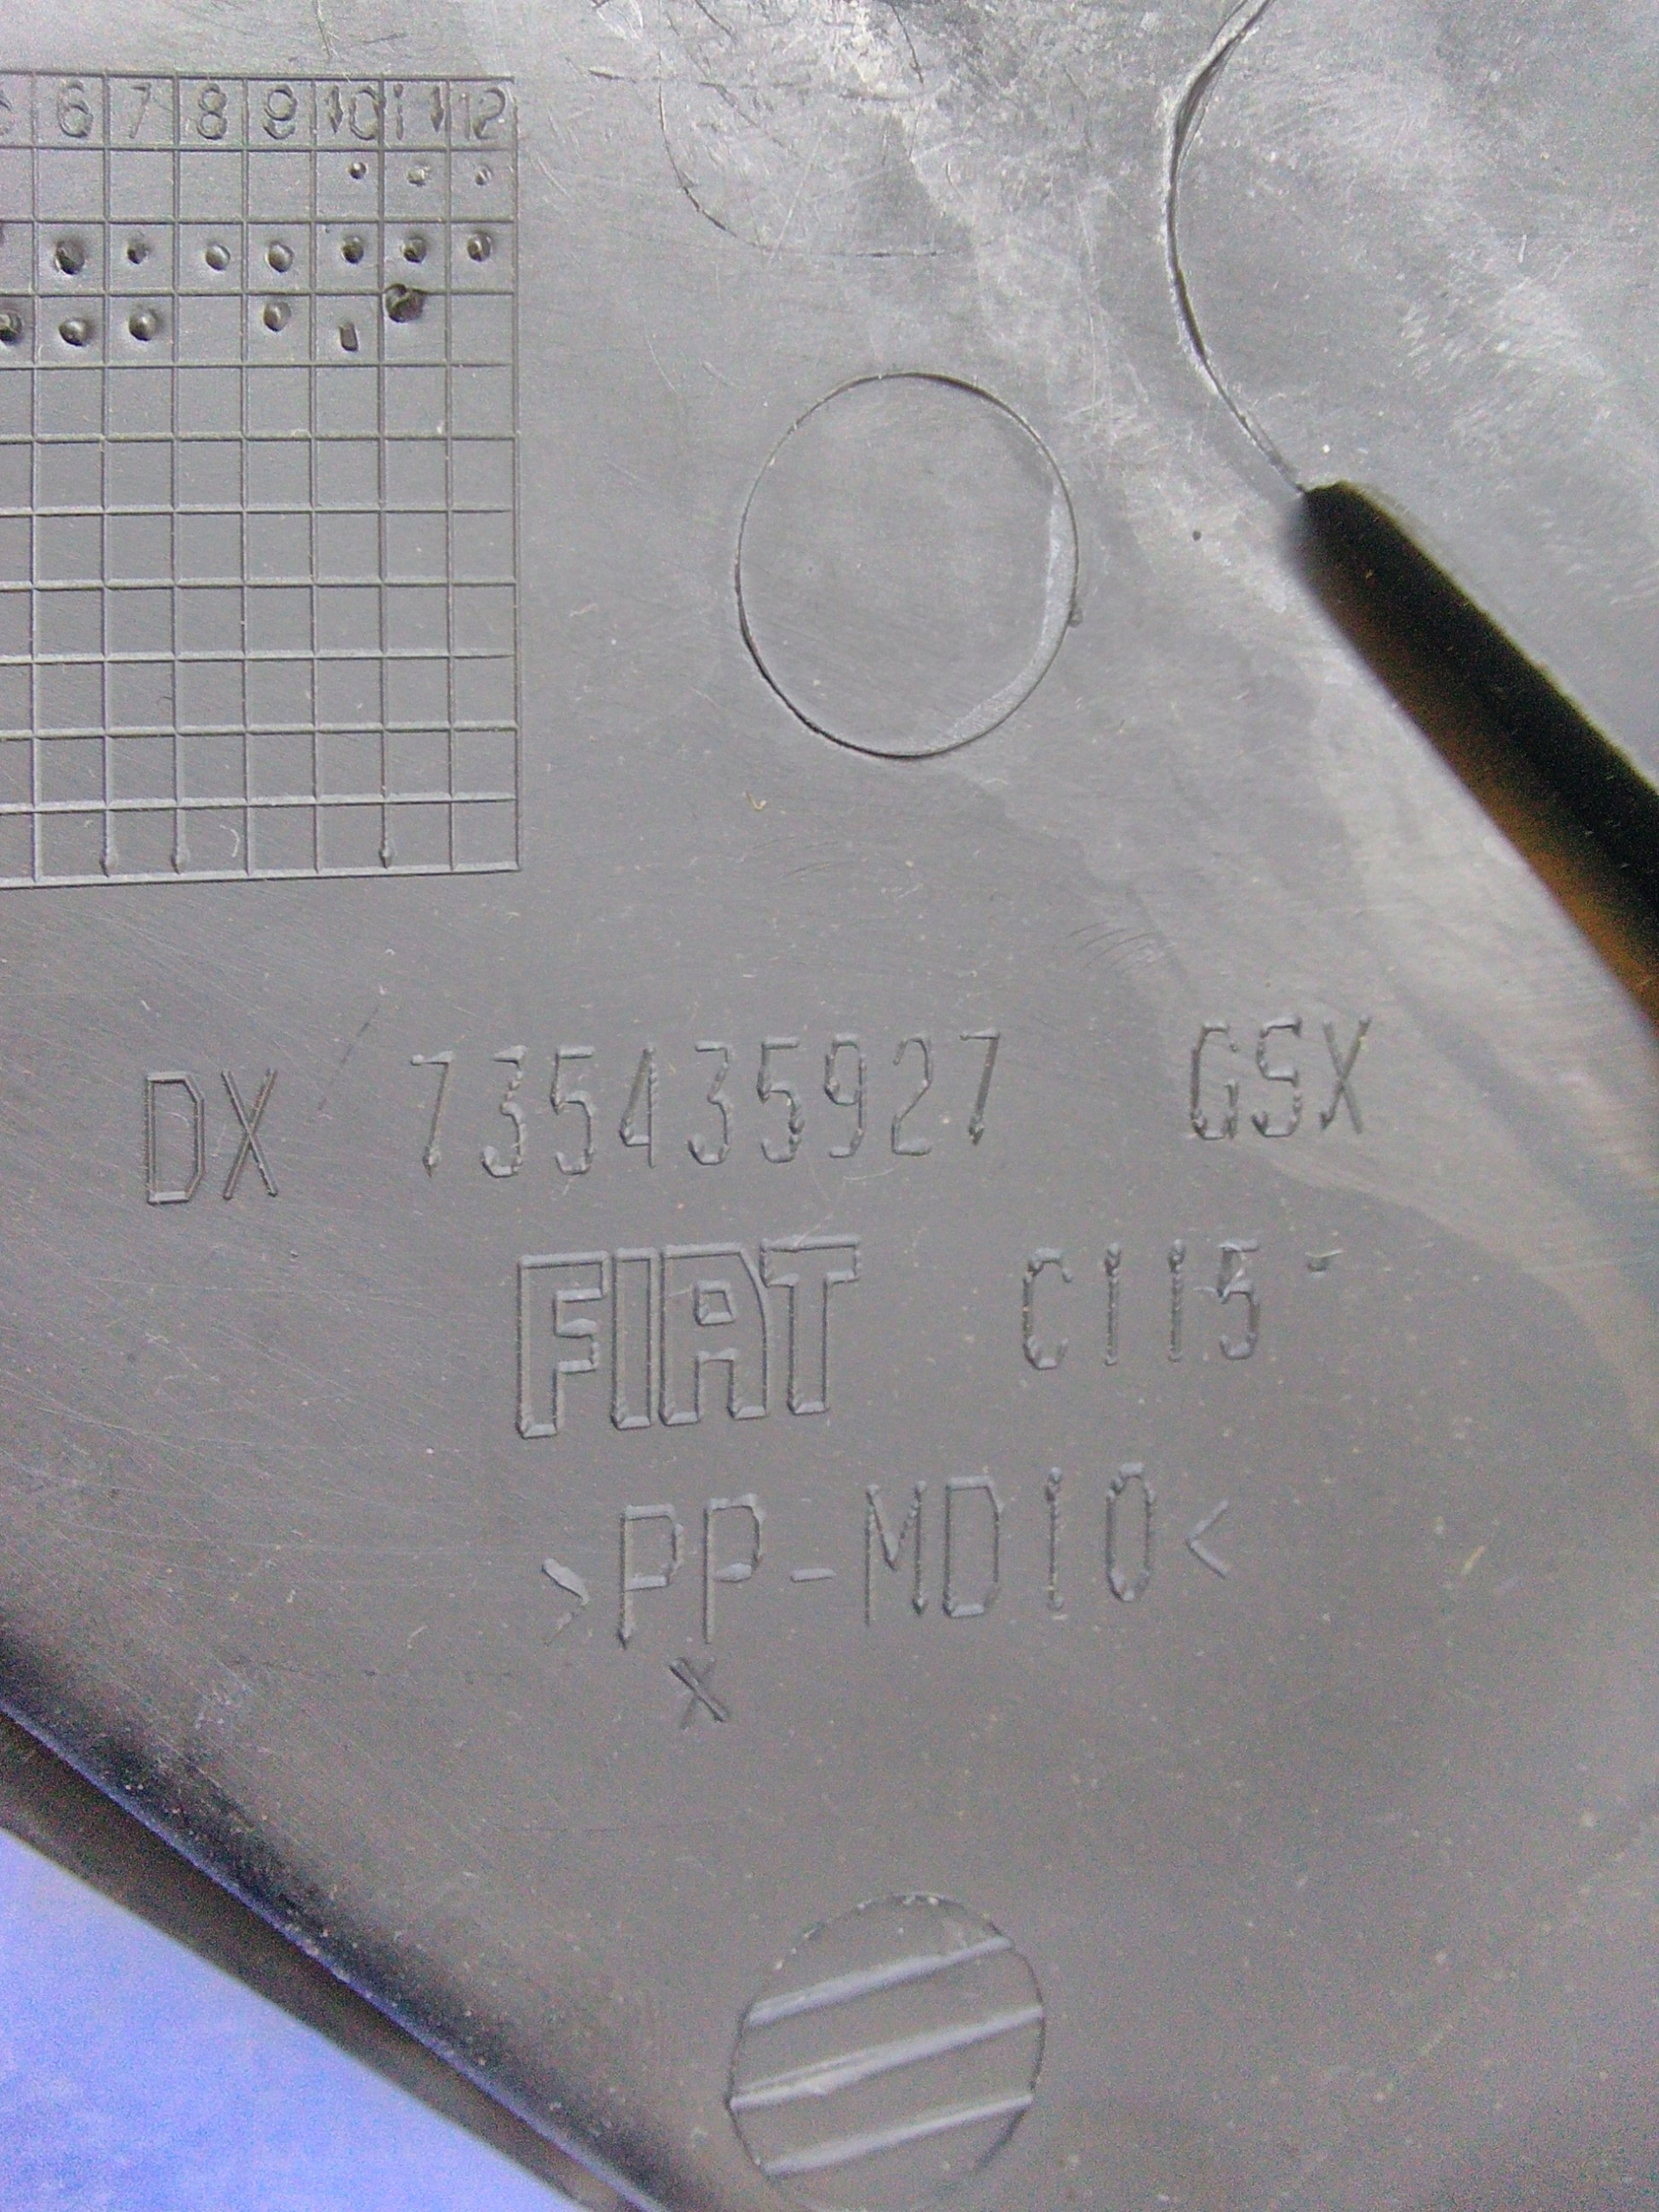 6 7 8 9 10 11 12
DX 735435927 GSX
FIAT C115
>PP-MD10<
X